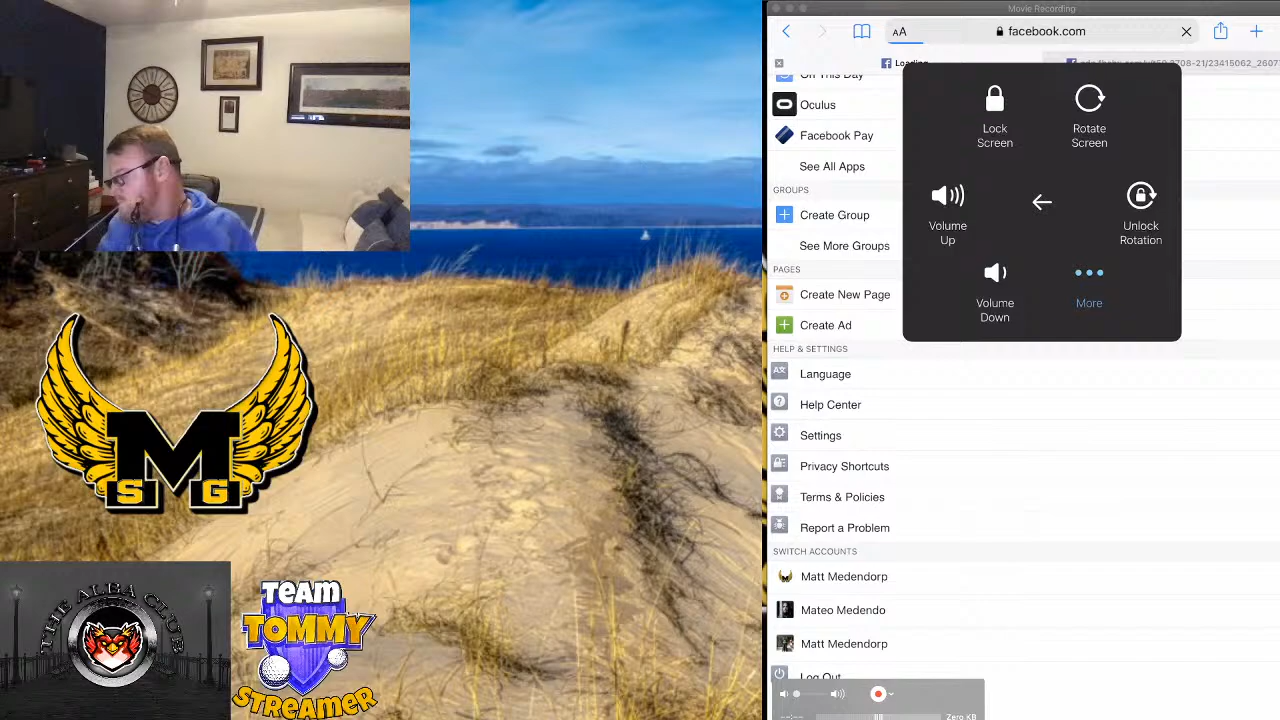 Movie Recording
AA
facebook.com
Loading
On This Day
Oculus
Facebook Pay
See All Apps
GROUPS
Create Group
See More Groups
PAGES
Create New Page
Create Ad
HELP & SETTINGS
Language
Help Center
Settings
Privacy Shortcuts
Terms & Policies
Report a Problem
SWITCH ACCOUNTS
Matt Medendorp
Mateo Medendo
Matt Medendorp
Log Out
Zero KB
Lock
Screen
Rotate
Screen
Volume
Up
Unlock
Rotation
Volume
Down
More
M
S G
THE ALBA CLUB
TEAM
TOMMY
STREAMER